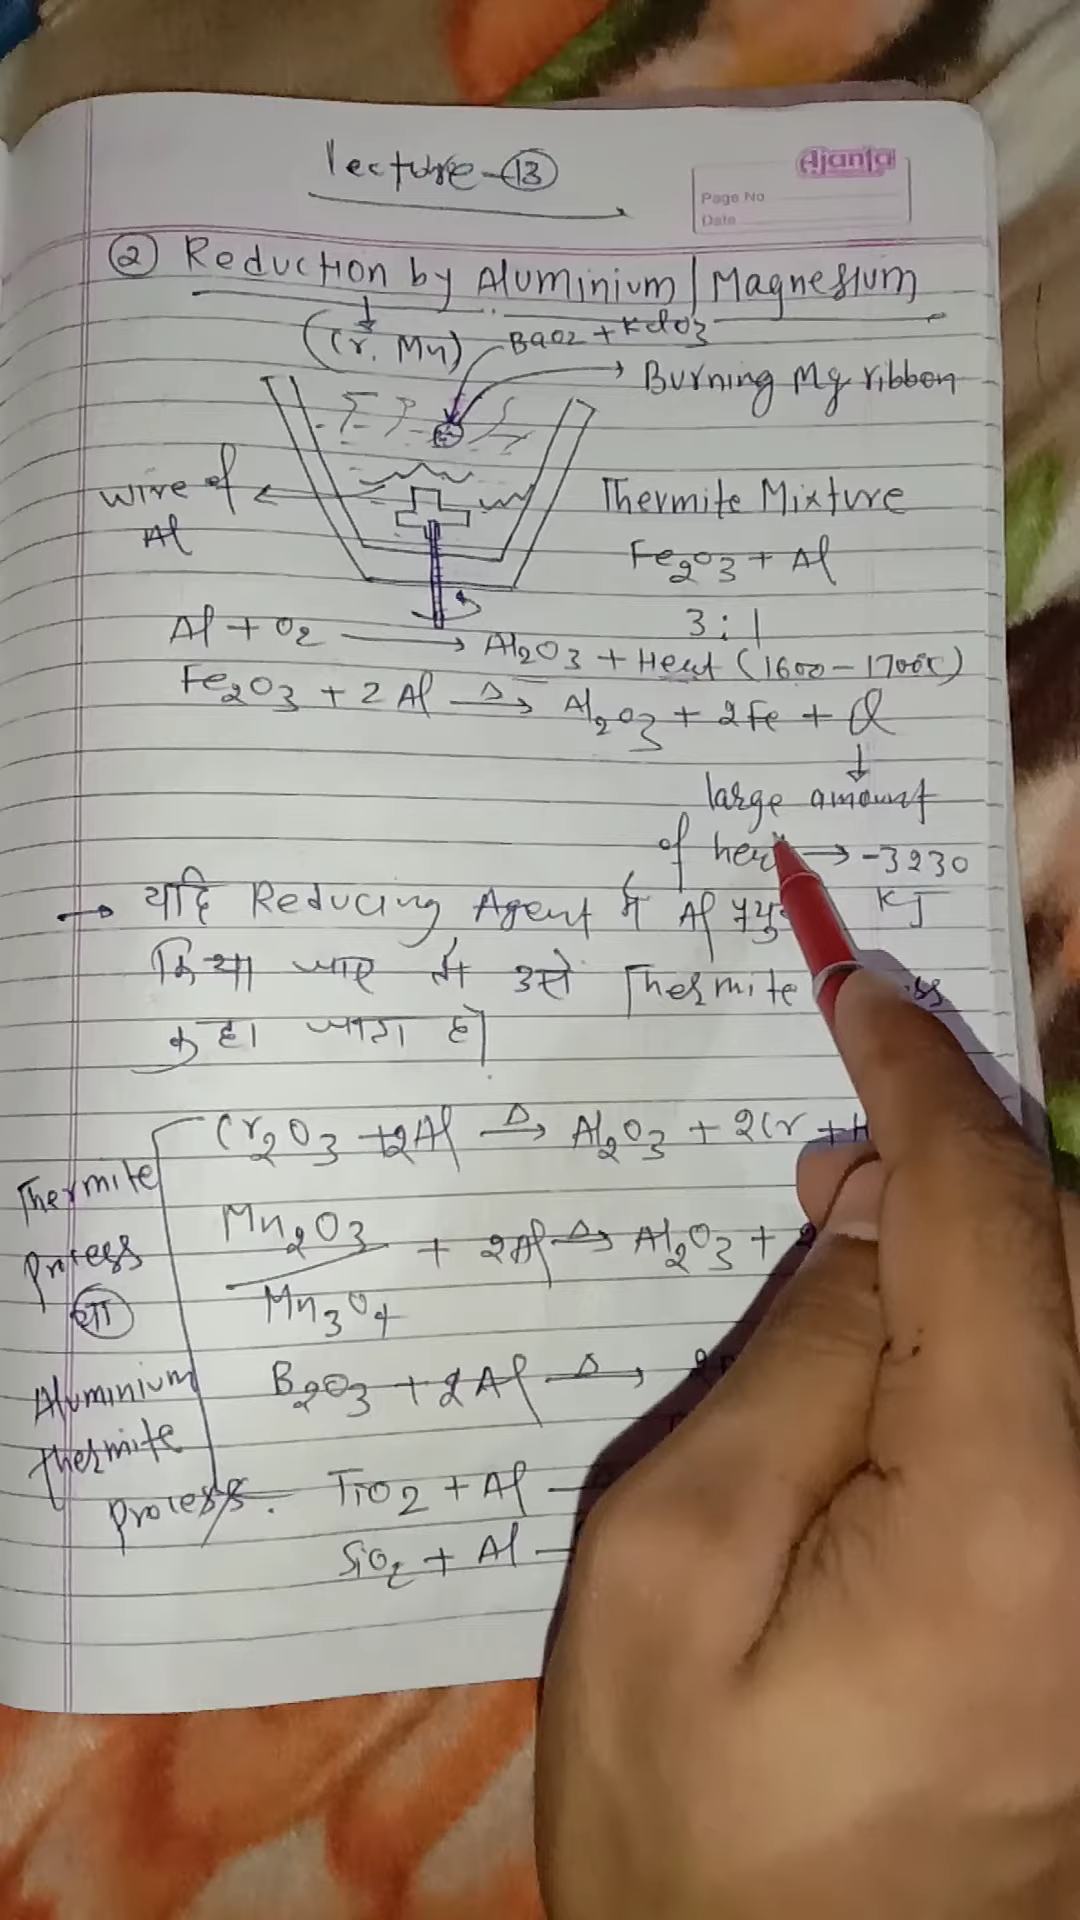 Lecture-13
Ajanta
Page No
Date
② Reduction by Aluminium/Magnesium
(Cr. Mn)
BaO2 + KClO3
Burning Mg ribbon
wire of
Al
Thermite Mixture
Fe2O3 + Al
3 : 1
Al + O2 → Al2O3 + Heat (1600-1700°C)
Fe2O3 + 2Al △→ Al2O3 + 2Fe + Q
↓
large amount
of heat → -3230
KJ
→ यदि Reducing Agent में Al
किया जाए तो उसे Thermite
कहा जाता है।
Cr2O3 + 2Al △→ Al2O3 + 2Cr + H
Thermite
Process
या
Aluminium
thermite
Process.
Mn2O3 + 2Al △→ Al2O3 + 2
Mn3O4
B2O3 + 2Al △→
TiO2 + Al
SiO2 + Al